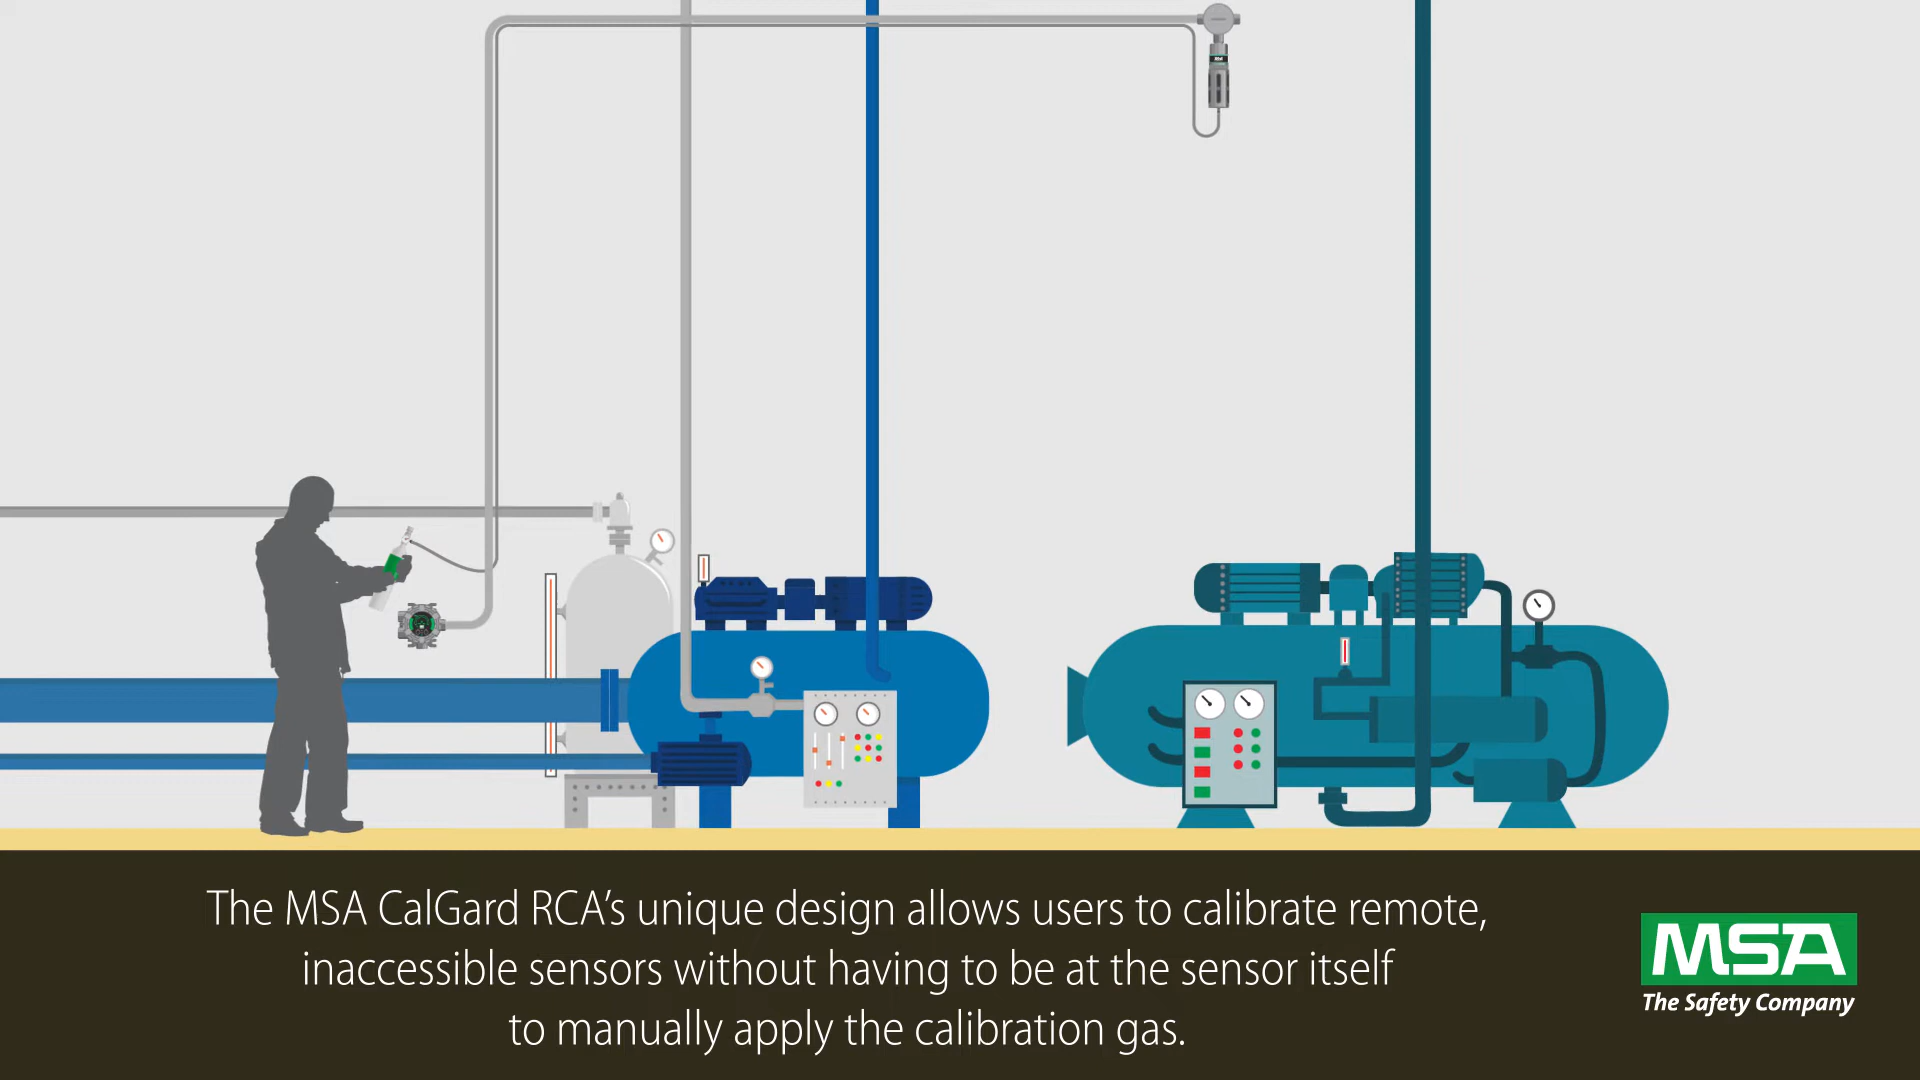 The MSA CalGard RCA’s unique design allows users to calibrate remote,
inaccessible sensors without having to be at the sensor itself
to manually apply the calibration gas.
MSA
The Safety Company